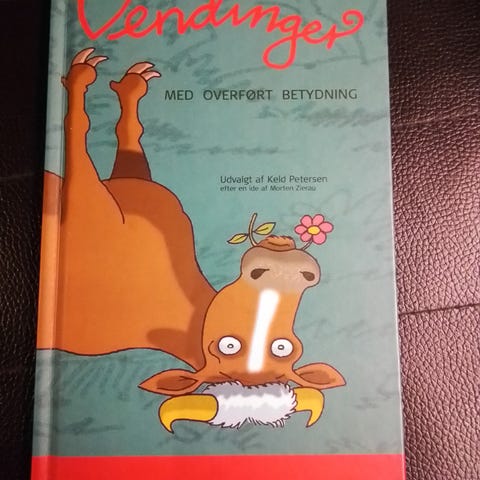 Vendinger
MED OVERFØRT BETYDNING
Udvalgt af Keld Petersen
efter en ide af Morten Zierau